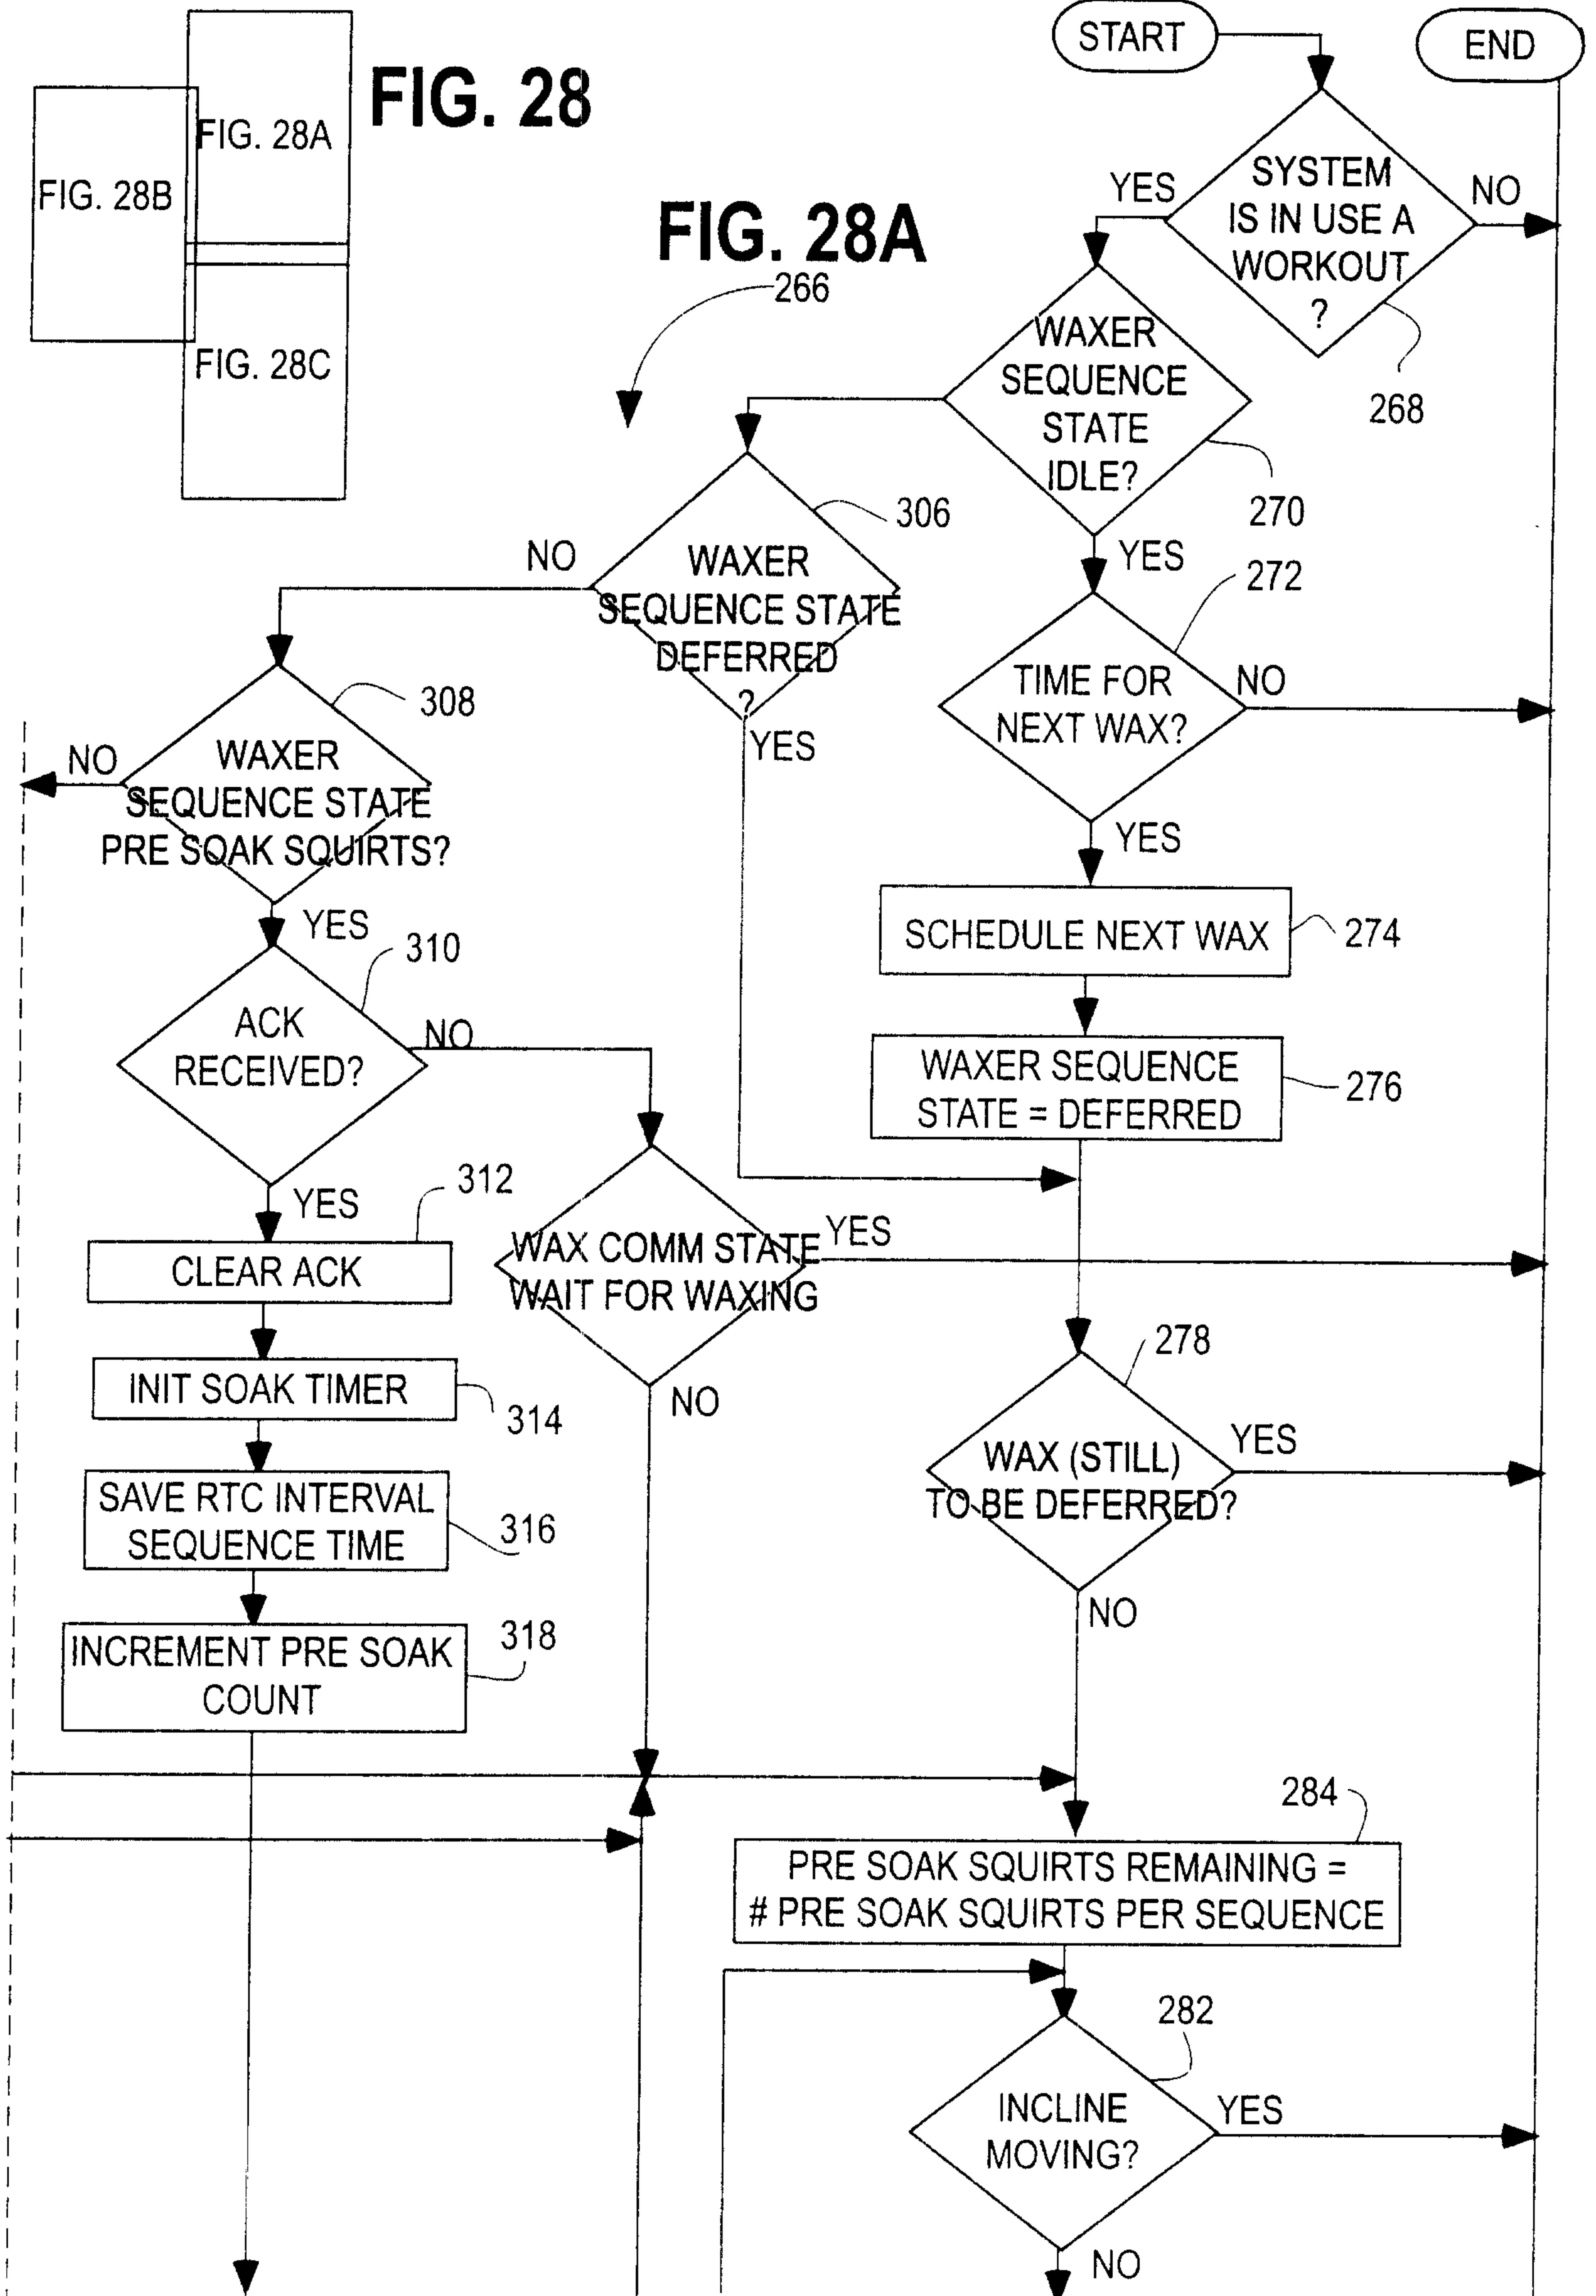 START
END
FIG. 28
FIG. 28A
FIG. 28B
FIG. 28C
FIG. 28A
266
SYSTEM
IS IN USE A
WORKOUT
?
YES
NO
268
WAXER
SEQUENCE
STATE
IDLE?
270
YES
306
WAXER
SEQUENCE STATE
DEFERRED
?
NO
YES
272
TIME FOR
NEXT WAX?
NO
YES
308
WAXER
SEQUENCE STATE
PRE SOAK SQUIRTS?
NO
YES
SCHEDULE NEXT WAX
274
310
ACK
RECEIVED?
NO
YES
WAXER SEQUENCE
STATE = DEFERRED
276
312
CLEAR ACK
WAX COMM STATE
WAIT FOR WAXING
YES
NO
INIT SOAK TIMER
314
278
WAX (STILL)
TO BE DEFERRED?
YES
NO
SAVE RTC INTERVAL
SEQUENCE TIME
316
INCREMENT PRE SOAK
COUNT
318
284
PRE SOAK SQUIRTS REMAINING =
# PRE SOAK SQUIRTS PER SEQUENCE
282
INCLINE
MOVING?
YES
NO